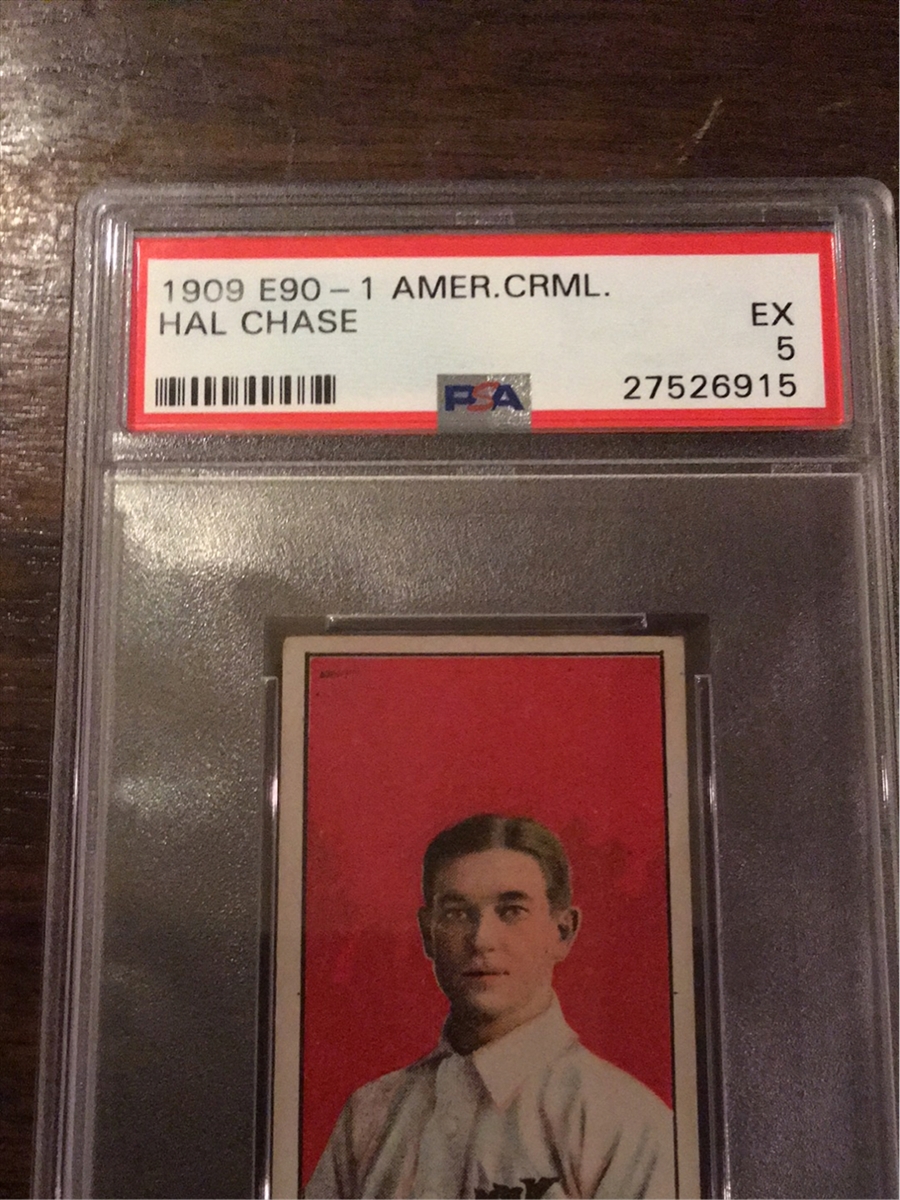 1909 E90-1 AMER.CRML.
HAL CHASE
EX
5
PSA
27526915